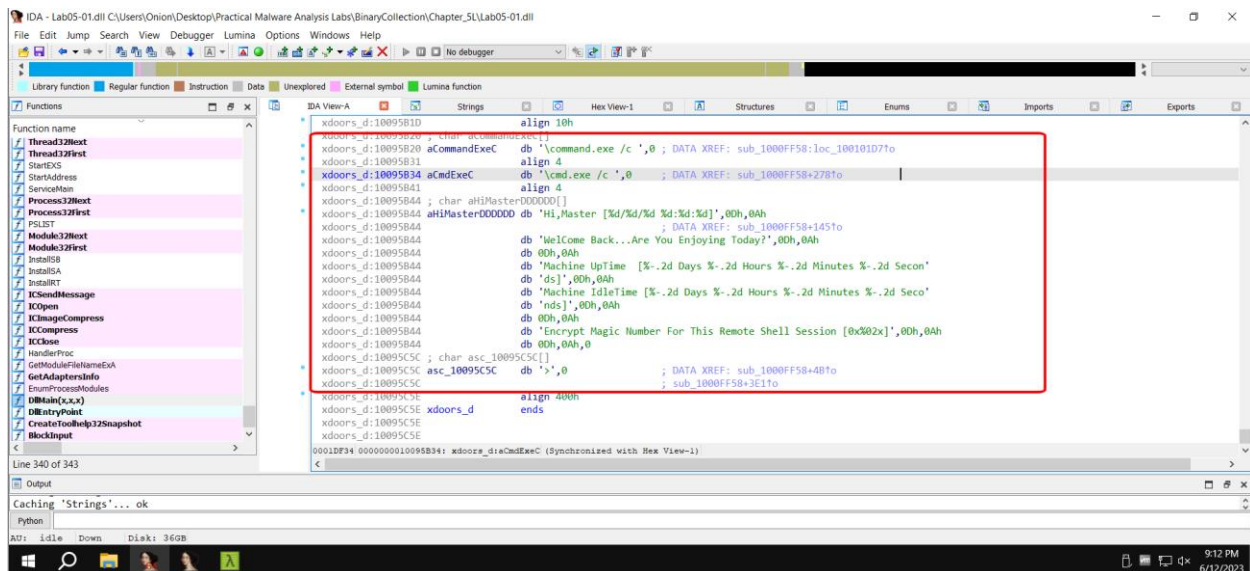 IDA - Lab05-01.dll C:\Users\Onion\Desktop\Practical Malware Analysis Labs\BinaryCollection\Chapter_5L\Lab05-01.dll
File Edit Jump Search View Debugger Lumina Options Windows Help
No debugger
Library function Regular function Instruction Data Unexplored External symbol Lumina function
Functions
IDA View-A Strings Hex View-1 Structures Enums Imports Exports
Function name
Thread32Next
Thread32First
StartEXS
StartAddress
ServiceMain
Process32Next
Process32First
PSLIST
Module32Next
Module32First
InstallSB
InstallSA
InstallRT
ICSendMessage
ICOpen
ICImageCompress
ICCompress
ICClose
HandlerProc
GetModuleFileNameExA
GetAdaptersInfo
EnumProcessModules
DllMain(x,x,x)
DllEntryPoint
CreateToolhelp32Snapshot
BlockInput
Line 340 of 343
xdoors_d:10095B1D align 10h
xdoors_d:10095B20 ; char aCommandExeC[]
xdoors_d:10095B20 aCommandExeC db '\command.exe /c ',0 ; DATA XREF: sub_1000FF58:loc_100101D7↑o
xdoors_d:10095B31 align 4
xdoors_d:10095B34 aCmdExeC db '\cmd.exe /c ',0 ; DATA XREF: sub_1000FF58+278↑o
xdoors_d:10095B41 align 4
xdoors_d:10095B44 ; char aHiMasterDDDDDD[]
xdoors_d:10095B44 aHiMasterDDDDDD db 'Hi,Master [%d/%d/%d %d:%d:%d]',0Dh,0Ah
xdoors_d:10095B44 ; DATA XREF: sub_1000FF58+145↑o
xdoors_d:10095B44 db 'WelCome Back...Are You Enjoying Today?',0Dh,0Ah
xdoors_d:10095B44 db 0Dh,0Ah
xdoors_d:10095B44 db 'Machine UpTime [%-.2d Days %-.2d Hours %-.2d Minutes %-.2d Secon'
xdoors_d:10095B44 db 'ds]',0Dh,0Ah
xdoors_d:10095B44 db 'Machine IdleTime [%-.2d Days %-.2d Hours %-.2d Minutes %-.2d Seco'
xdoors_d:10095B44 db 'nds]',0Dh,0Ah
xdoors_d:10095B44 db 0Dh,0Ah
xdoors_d:10095B44 db 'Encrypt Magic Number For This Remote Shell Session [0x%02x]',0Dh,0Ah
xdoors_d:10095B44 db 0Dh,0Ah,0
xdoors_d:10095C5C ; char asc_10095C5C[]
xdoors_d:10095C5C asc_10095C5C db '>',0 ; DATA XREF: sub_1000FF58+4B↑o
xdoors_d:10095C5C ; sub_1000FF58+3E1↑o
xdoors_d:10095C5E align 400h
xdoors_d:10095C5E xdoors_d ends
xdoors_d:10095C5E
xdoors_d:10095C5E
0001DF34 0000000010095B34: xdoors_d:aCmdExeC (Synchronized with Hex View-1)
Output
Caching 'Strings'... ok
Python
AU: idle Down Disk: 36GB
9:12 PM
6/12/2023